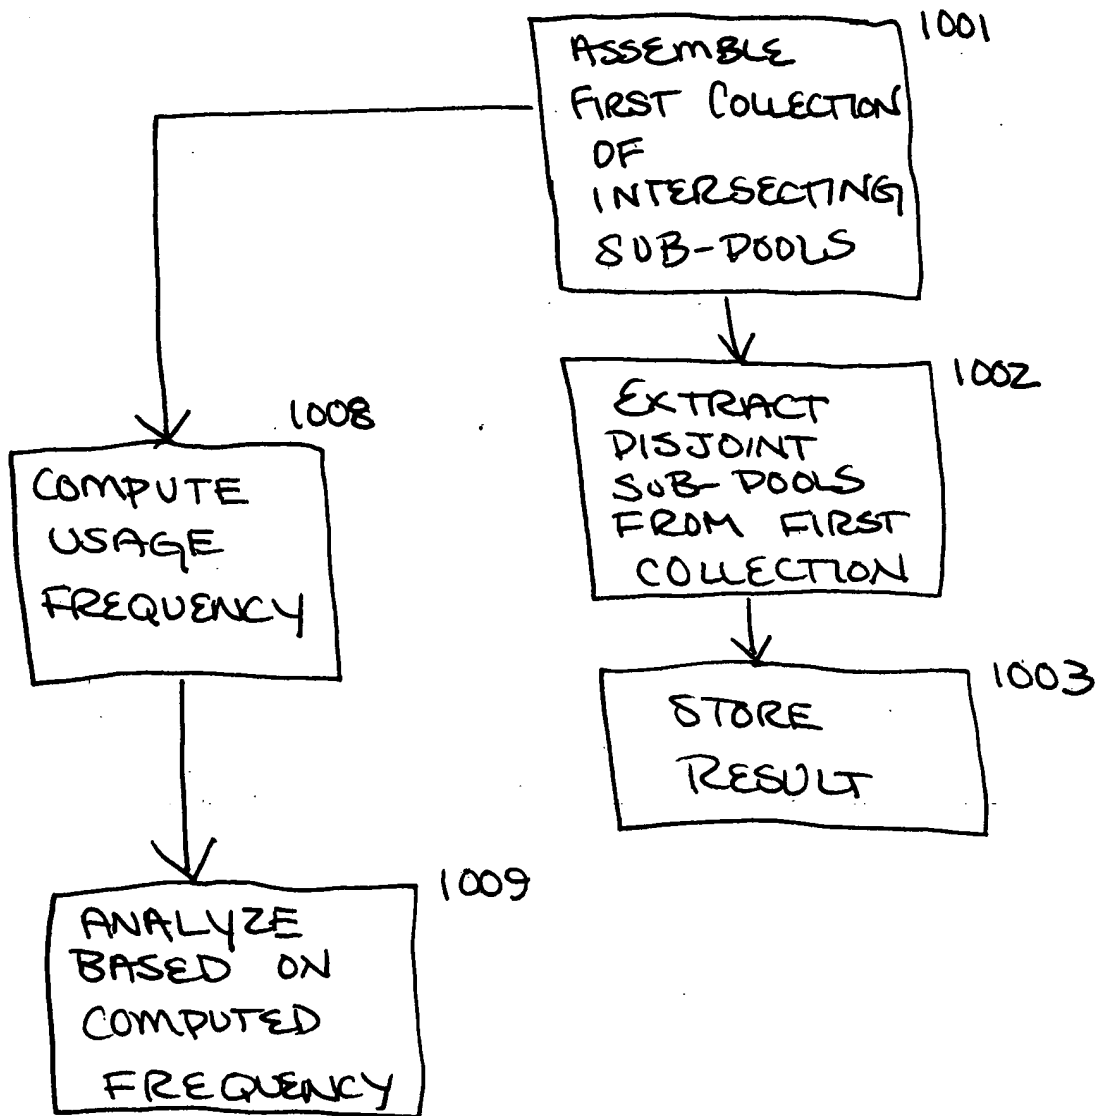 1001
ASSEMBLE
FIRST COLLECTION
OF
INTERSECTING
SUB-POOLS
1002
EXTRACT
DISJOINT
SUB-POOLS
FROM FIRST
COLLECTION
1003
STORE
RESULT
1008
COMPUTE
USAGE
FREQUENCY
1009
ANALYZE
BASED ON
COMPUTED
FREQUENCY